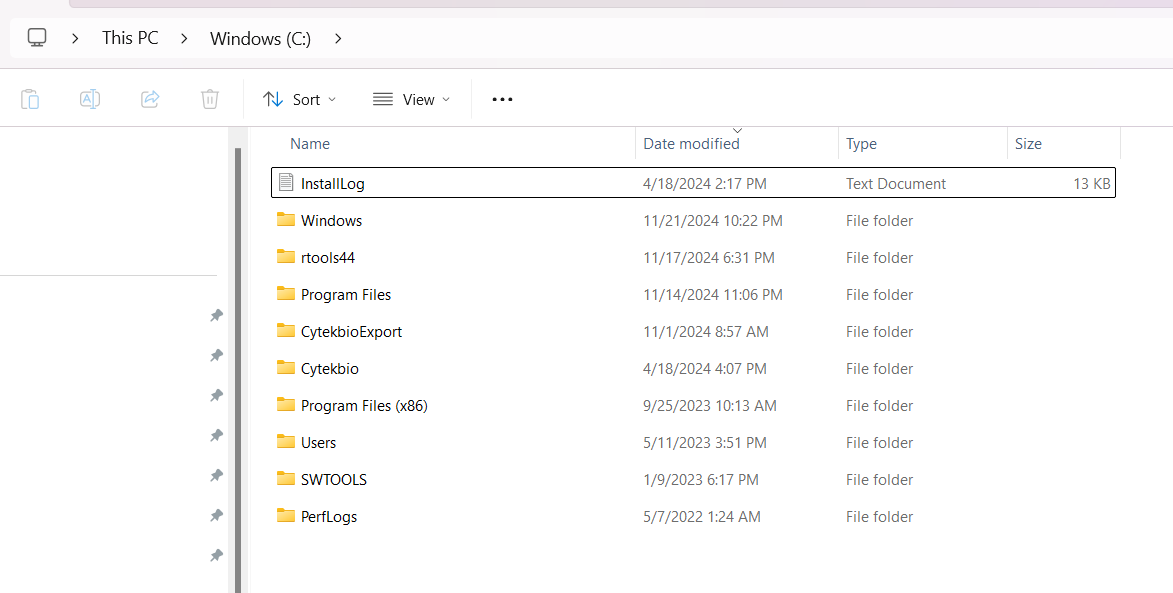 This PC Windows (C:)
Sort View
Name Date modified Type Size
InstallLog 4/18/2024 2:17 PM Text Document 13 KB
Windows 11/21/2024 10:22 PM File folder
rtools44 11/17/2024 6:31 PM File folder
Program Files 11/14/2024 11:06 PM File folder
CytekbioExport 11/1/2024 8:57 AM File folder
Cytekbio 4/18/2024 4:07 PM File folder
Program Files (x86) 9/25/2023 10:13 AM File folder
Users 5/11/2023 3:51 PM File folder
SWTOOLS 1/9/2023 6:17 PM File folder
PerfLogs 5/7/2022 1:24 AM File folder